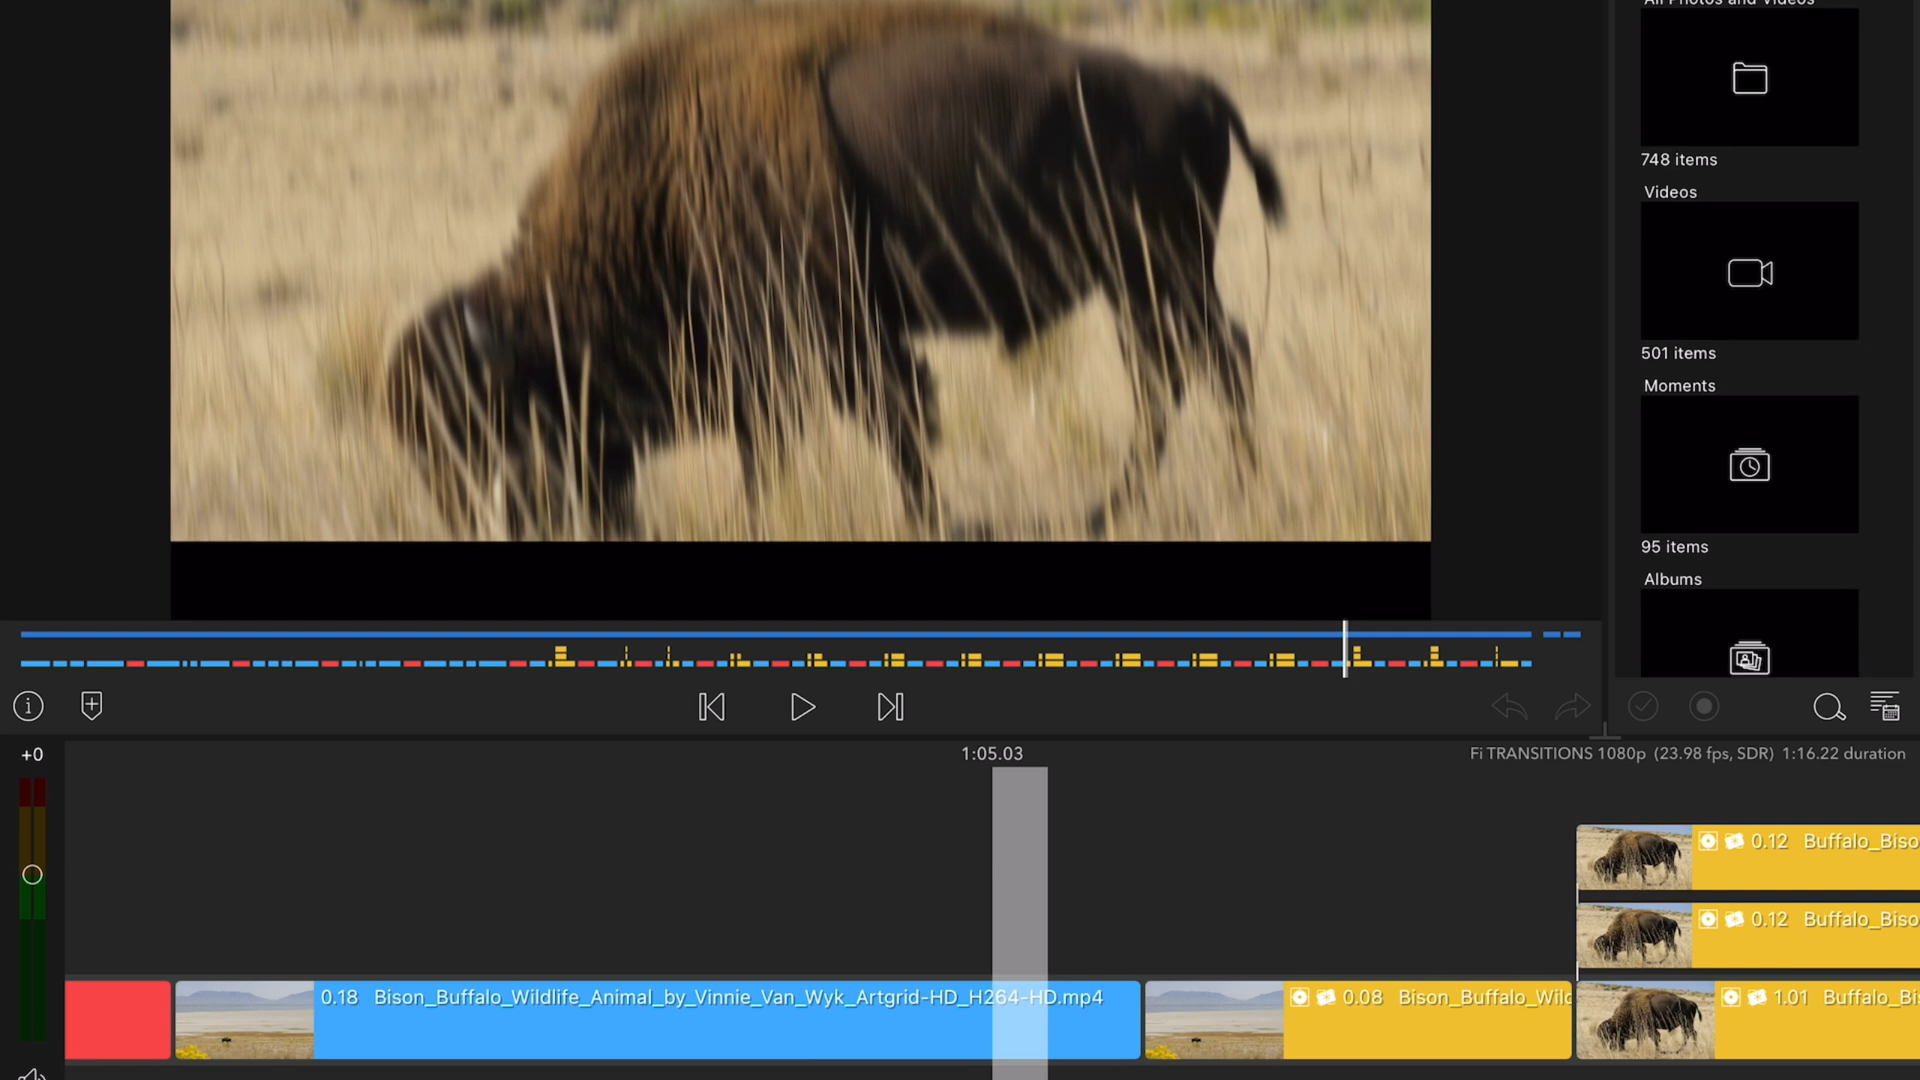 All Photos and Videos
748 items
Videos
501 items
Moments
95 items
Albums
+0
1:05.03
Fi TRANSITIONS 1080p (23.98 fps, SDR) 1:16.22 duration
0.12 Buffalo_Biso
0.12 Buffalo_Biso
0.18 Bison_Buffalo_Wildlife_Animal_by_Vinnie_Van_Wyk_Artgrid-HD_H264-HD.mp4
0.08 Bison_Buffalo_Wild
1.01 Buffalo_Bis